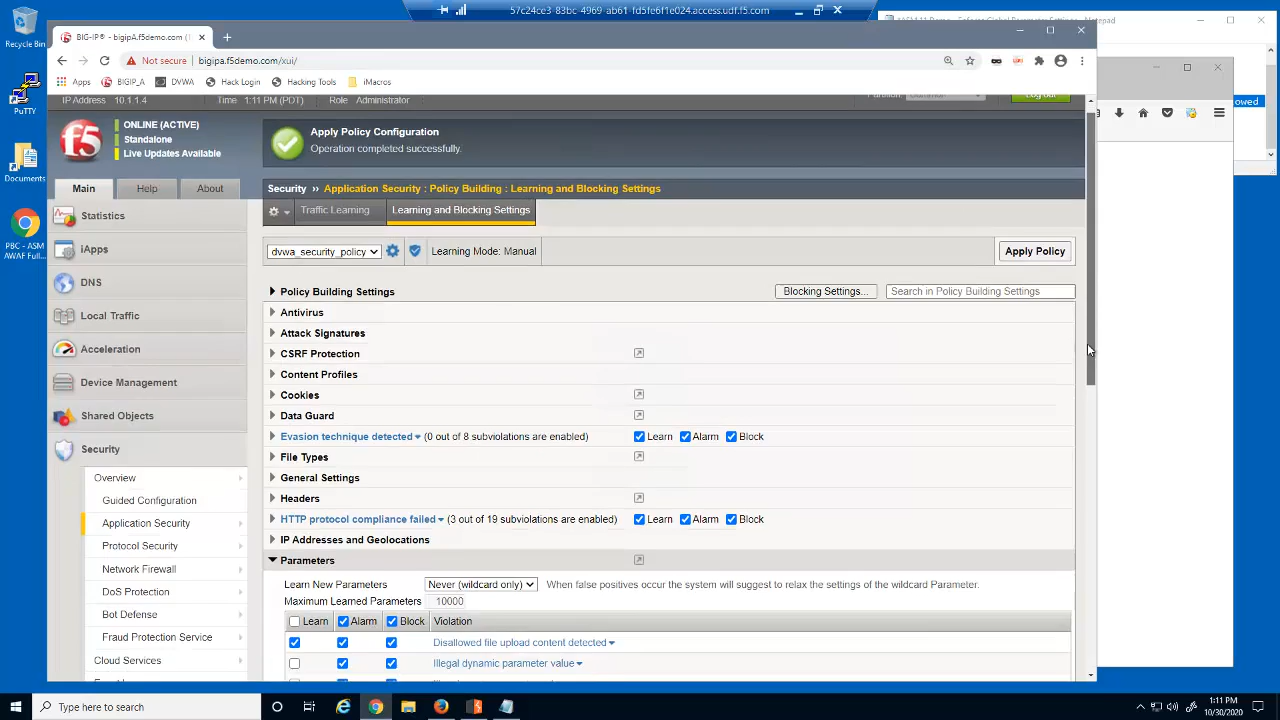 57c24ce3-83bc-4969-ab61-fd5fe6f1e024.access.udf.f5.com
Notepad
Recycle Bin
PuTTY
Documents
PBC - ASM
AWAF Full...
BIG-IP® - bigipA.f5demo.com (
Not secure
bigipa.f5demo.com/xui/
Apps
BIGIP_A
DVWA
Hack Login
Hacking Tools
iMacros
IP Address 10.1.1.4
Time 1:11 PM (PDT)
Role Administrator
Log out
owed
f5
ONLINE (ACTIVE)
Standalone
Live Updates Available
Apply Policy Configuration
Operation completed successfully.
Main
Help
About
Security ›› Application Security : Policy Building : Learning and Blocking Settings
Statistics
iApps
DNS
Local Traffic
Acceleration
Device Management
Shared Objects
Security
Overview
Guided Configuration
Application Security
Protocol Security
Network Firewall
DoS Protection
Bot Defense
Fraud Protection Service
Cloud Services
Traffic Learning
Learning and Blocking Settings
dvwa_security_policy
Learning Mode: Manual
Apply Policy
Policy Building Settings
Blocking Settings...
Search in Policy Building Settings
Antivirus
Attack Signatures
CSRF Protection
Content Profiles
Cookies
Data Guard
Evasion technique detected (0 out of 8 subviolations are enabled) Learn Alarm Block
File Types
General Settings
Headers
HTTP protocol compliance failed (3 out of 19 subviolations are enabled) Learn Alarm Block
IP Addresses and Geolocations
Parameters
Learn New Parameters Never (wildcard only) When false positives occur the system will suggest to relax the settings of the wildcard Parameter.
Maximum Learned Parameters 10000
Learn Alarm Block Violation
Disallowed file upload content detected
Illegal dynamic parameter value
Type here to search
1:11 PM
10/30/2020